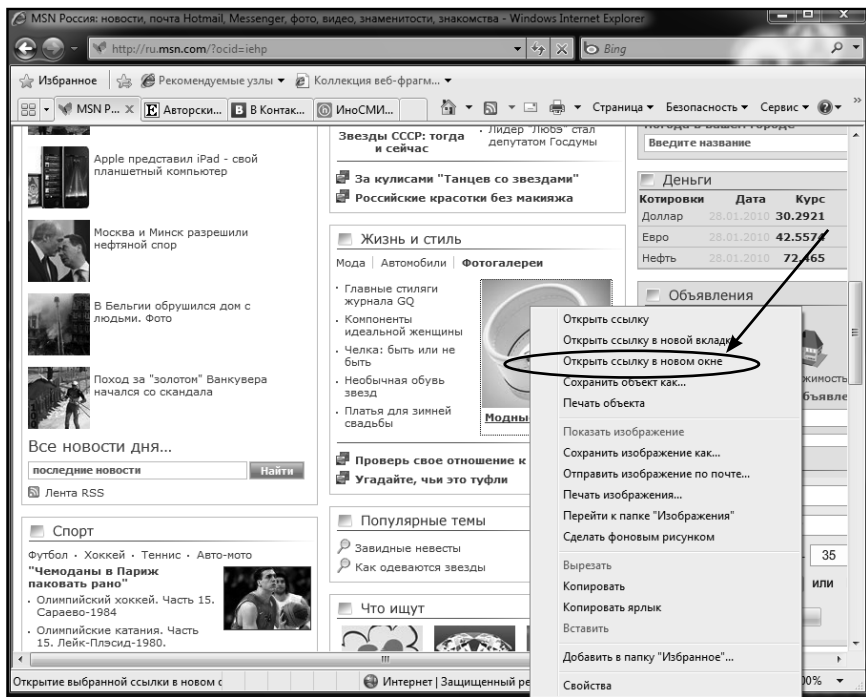 MSN Россия: новости, почта Hotmail, Messenger, фото, видео, знаменитости, знакомства - Windows Internet Explorer
http://ru.msn.com/?ocid=iehp
Bing
Избранное
Рекомендуемые узлы
Коллекция веб-фрагм...
MSN Р...
Авторски...
В Контак...
ИноСМИ...
Страница
Безопасность
Сервис
Apple представил iPad - свой
планшетный компьютер
Москва и Минск разрешили
нефтяной спор
В Бельгии обрушился дом с
людьми. Фото
Поход за "золотом" Ванкувера
начался со скандала
Все новости дня...
последние новости
Найти
Лента RSS
Спорт
Футбол · Хоккей · Теннис · Авто-мото
"Чемоданы в Париж
паковать рано"
· Олимпийский хоккей. Часть 15.
Сараево-1984
· Олимпийские катания. Часть
15. Лейк-Плэсид-1980.
Звезды СССР: тогда
и сейчас
· Лидер "Любэ" стал
депутатом Госдумы
За кулисами "Танцев со звездами"
Российские красотки без макияжа
Жизнь и стиль
Мода | Автомобили | Фотогалереи
· Главные стиляги
журнала GQ
· Компоненты
идеальной женщины
· Челка: быть или не
быть
· Необычная обувь
звезд
· Платья для зимней
свадьбы
Модны
Проверь свое отношение к
Угадайте, чьи это туфли
Популярные темы
Завидные невесты
Как одеваются звезды
Что ищут
Погода в вашем городе
Введите название
Деньги
Котировки Дата Курс
Доллар 28.01.2010 30.2921
Евро 28.01.2010 42.5574
Нефть 28.01.2010 72.465
Объявления
жимость
бъявле
35
или
Открыть ссылку
Открыть ссылку в новой вкладк
Открыть ссылку в новом окне
Сохранить объект как...
Печать объекта
Показать изображение
Сохранить изображение как...
Отправить изображение по почте...
Печать изображения...
Перейти к папке "Изображения"
Сделать фоновым рисунком
Вырезать
Копировать
Копировать ярлык
Вставить
Добавить в папку "Избранное"...
Свойства
Открытие выбранной ссылки в новом о
Интернет | Защищенный ре
00%